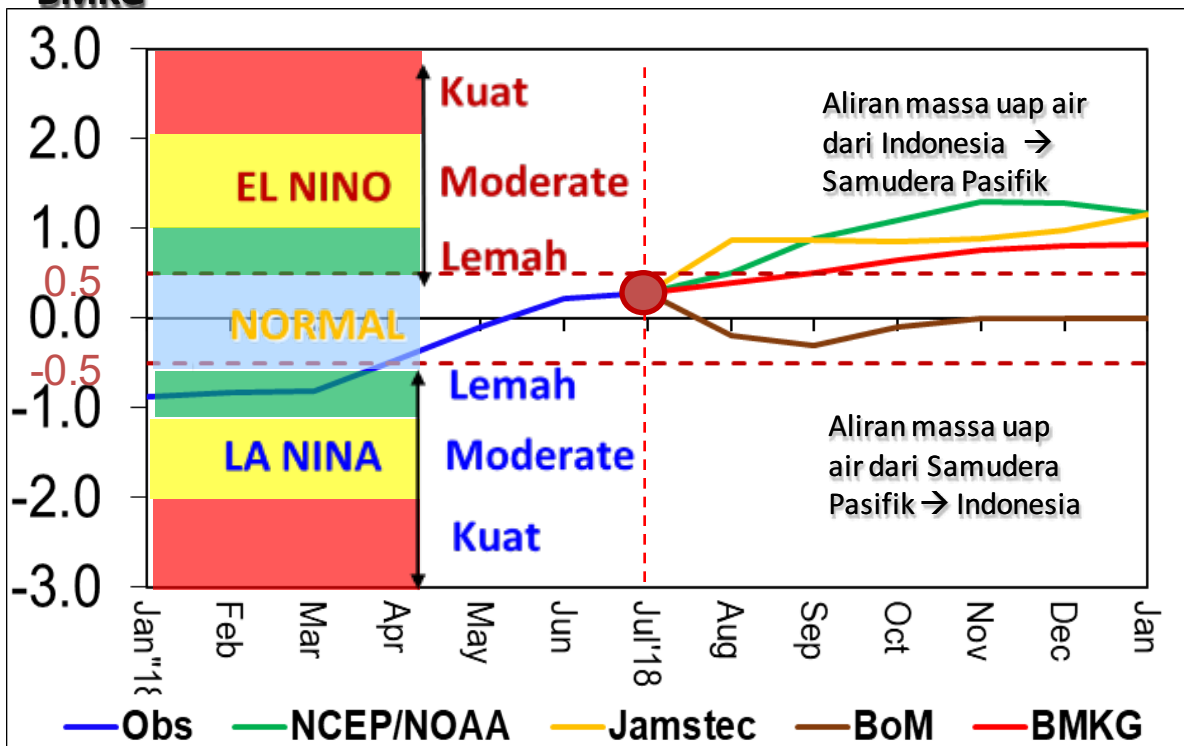 BMKG
3.0
2.0
1.0
0.5
0.0
-0.5
-1.0
-2.0
-3.0
EL NINO
NORMAL
LA NINA
Kuat
Moderate
Lemah
Lemah
Moderate
Kuat
Aliran massa uap air
dari Indonesia →
Samudera Pasifik
Aliran massa uap
air dari Samudera
Pasifik → Indonesia
Jan"18
Feb
Mar
Apr
May
Jun
Jul'18
Aug
Sep
Oct
Nov
Dec
Jan
Obs
NCEP/NOAA
Jamstec
BoM
BMKG